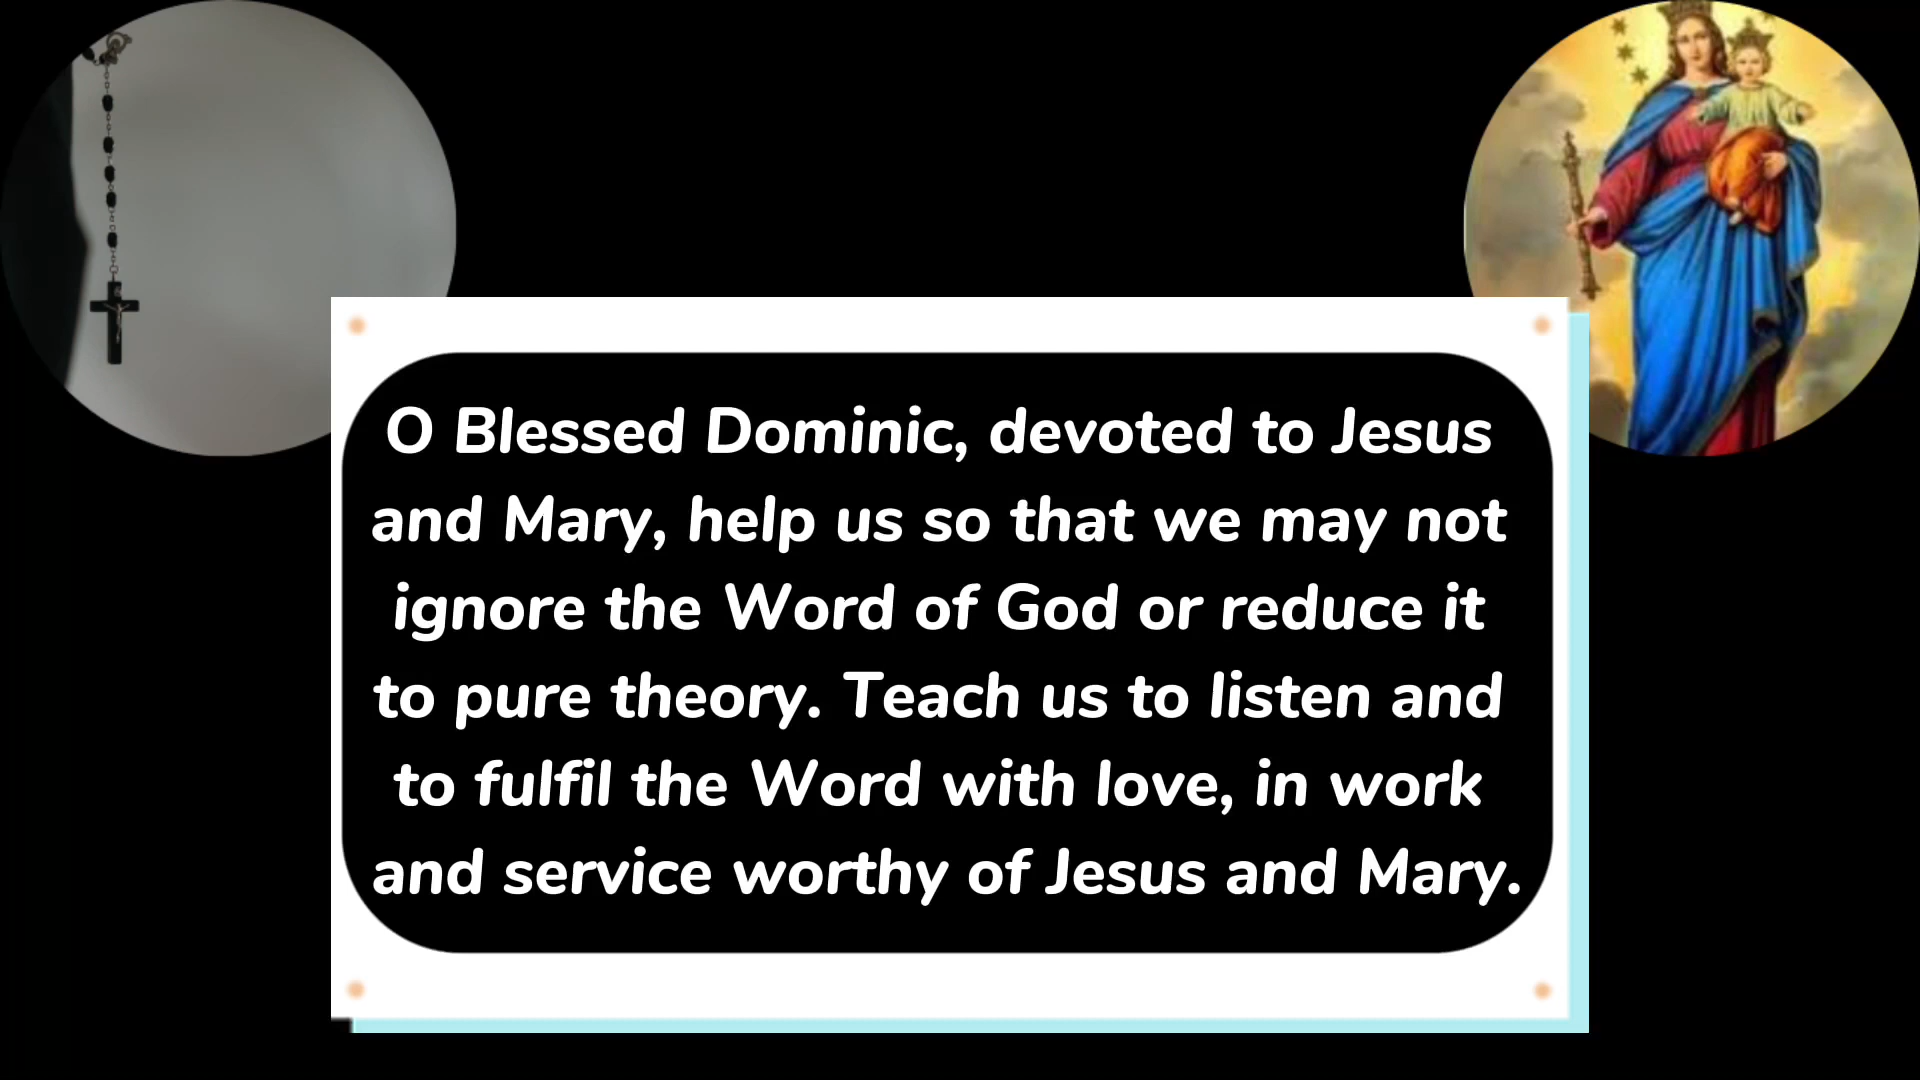 O Blessed Dominic, devoted to Jesus
and Mary, help us so that we may not
ignore the Word of God or reduce it
to pure theory. Teach us to listen and
to fulfil the Word with love, in work
and service worthy of Jesus and Mary.